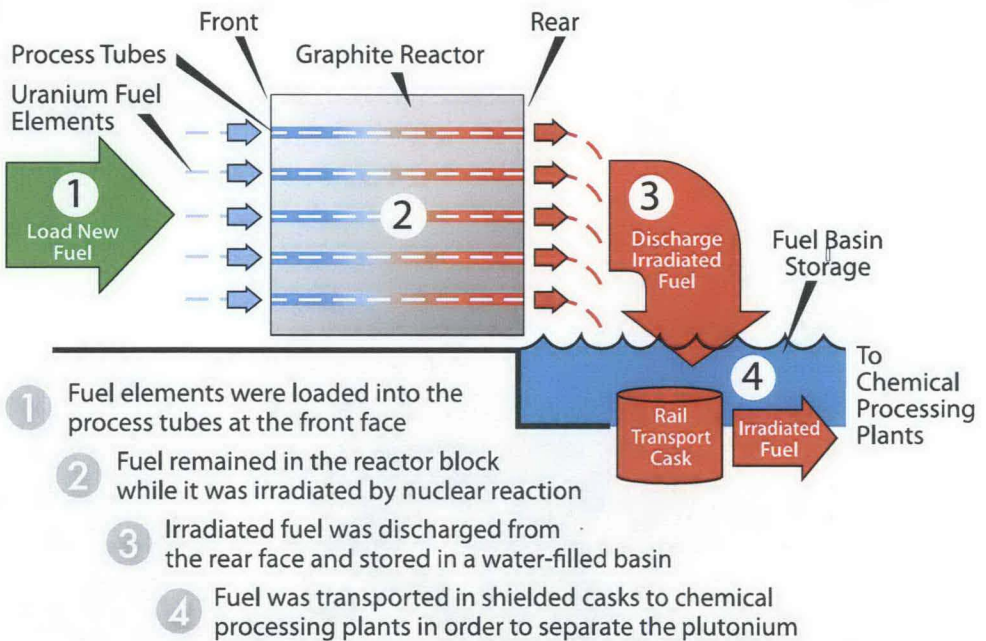 Front
Rear
Process Tubes
Graphite Reactor
Uranium Fuel
Elements
1
Load New
Fuel
2
3
Discharge
Irradiated
Fuel
Fuel Basin
Storage
4
To
Chemical
Processing
Plants
Rail
Transport
Cask
Irradiated
Fuel
1 Fuel elements were loaded into the
process tubes at the front face
2 Fuel remained in the reactor block
while it was irradiated by nuclear reaction
3 Irradiated fuel was discharged from
the rear face and stored in a water-filled basin
4 Fuel was transported in shielded casks to chemical
processing plants in order to separate the plutonium